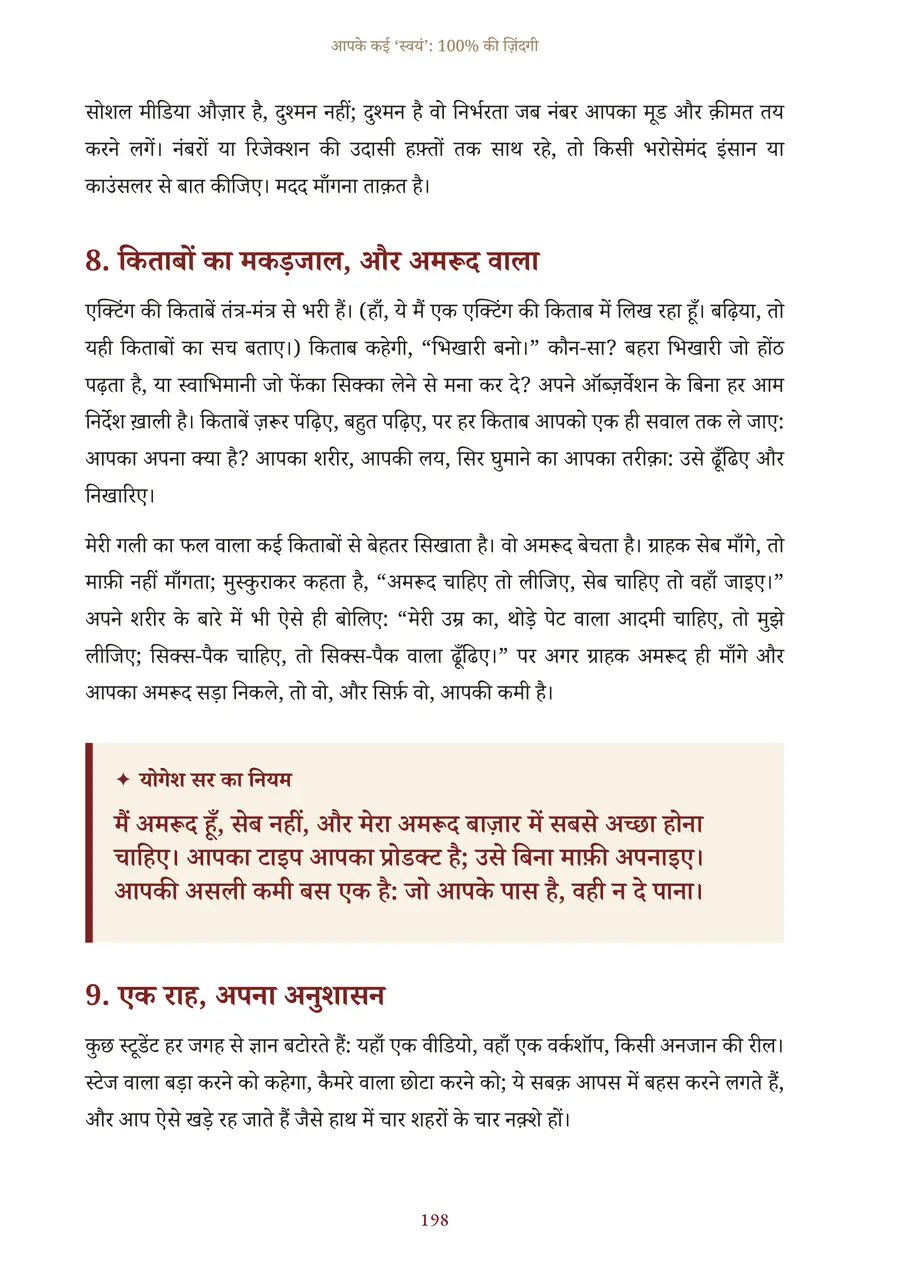 आपके कई ‘स्वयं’: 100% की ज़िंदगी
सोशल मीडिया औज़ार है, दुश्मन नहीं; दुश्मन है वो निर्भरता जब नंबर आपका मूड और क़ीमत तय
करने लगें। नंबरों या रिजेक्शन की उदासी हफ़्तों तक साथ रहे, तो किसी भरोसेमंद इंसान या
काउंसलर से बात कीजिए। मदद माँगना ताक़त है।
8. किताबों का मकड़जाल, और अमरूद वाला
एक्टिंग की किताबें तंत्र-मंत्र से भरी हैं। (हाँ, ये मैं एक एक्टिंग की किताब में लिख रहा हूँ। बढ़िया, तो
यही किताबों का सच बताए।) किताब कहेगी, “भिखारी बनो।” कौन-सा? बहरा भिखारी जो होंठ
पढ़ता है, या स्वाभिमानी जो फेंका सिक्का लेने से मना कर दे? अपने ऑब्ज़र्वेशन के बिना हर आम
निर्देश ख़ाली है। किताबें ज़रूर पढ़िए, बहुत पढ़िए, पर हर किताब आपको एक ही सवाल तक ले जाए:
आपका अपना क्या है? आपका शरीर, आपकी लय, सिर घुमाने का आपका तरीक़ा: उसे ढूँढिए और
निखारिए।
मेरी गली का फल वाला कई किताबों से बेहतर सिखाता है। वो अमरूद बेचता है। ग्राहक सेब माँगे, तो
माफ़ी नहीं माँगता; मुस्कुराकर कहता है, “अमरूद चाहिए तो लीजिए, सेब चाहिए तो वहाँ जाइए।”
अपने शरीर के बारे में भी ऐसे ही बोलिए: “मेरी उम्र का, थोड़े पेट वाला आदमी चाहिए, तो मुझे
लीजिए; सिक्स-पैक चाहिए, तो सिक्स-पैक वाला ढूँढिए।” पर अगर ग्राहक अमरूद ही माँगे और
आपका अमरूद सड़ा निकले, तो वो, और सिर्फ़ वो, आपकी कमी है।
✦ योगेश सर का नियम
मैं अमरूद हूँ, सेब नहीं, और मेरा अमरूद बाज़ार में सबसे अच्छा होना
चाहिए। आपका टाइप आपका प्रोडक्ट है; उसे बिना माफ़ी अपनाइए।
आपकी असली कमी बस एक है: जो आपके पास है, वही न दे पाना।
9. एक राह, अपना अनुशासन
कुछ स्टूडेंट हर जगह से ज्ञान बटोरते हैं: यहाँ एक वीडियो, वहाँ एक वर्कशॉप, किसी अनजान की रील।
स्टेज वाला बड़ा करने को कहेगा, कैमरे वाला छोटा करने को; ये सबक़ आपस में बहस करने लगते हैं,
और आप ऐसे खड़े रह जाते हैं जैसे हाथ में चार शहरों के चार नक़्शे हों।
198